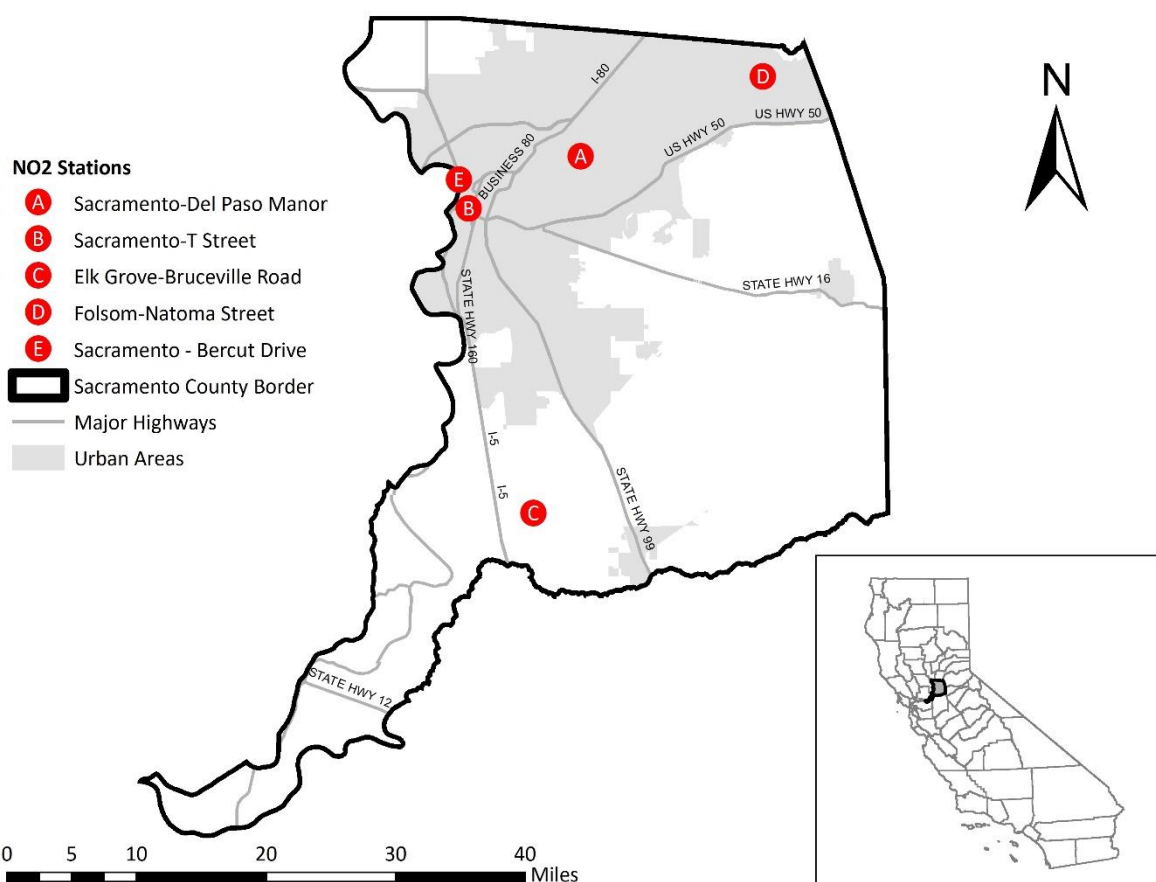 I-80
D
N
US HWY 50
US HWY 50
BUSINESS 80
A
NO2 Stations
E
A Sacramento-Del Paso Manor
B
B Sacramento-T Street
C Elk Grove-Bruceville Road
STATE HWY 16
D Folsom-Natoma Street
STATE HWY 160
E Sacramento - Bercut Drive
Sacramento County Border
Major Highways
I-5
Urban Areas
I-5
STATE HWY 99
C
STATE HWY 12
0 5 10 20 30 40
Miles